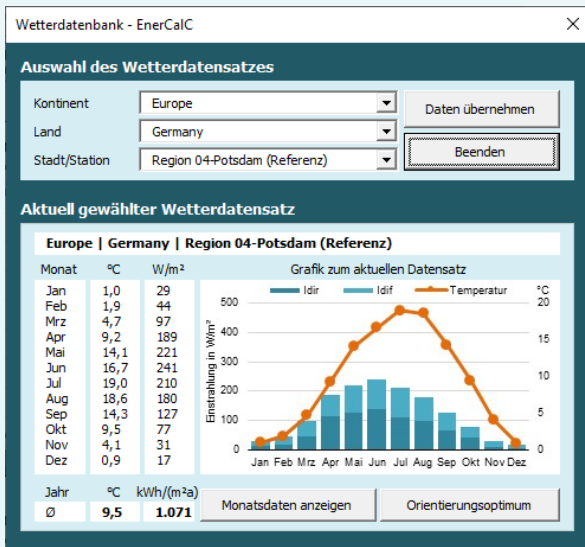 Wetterdatenbank - EnerCalC
Auswahl des Wetterdatensatzes
Kontinent Europe Daten übernehmen
Land Germany
Stadt/Station Region 04-Potsdam (Referenz) Beenden
Aktuell gewählter Wetterdatensatz
Europe | Germany | Region 04-Potsdam (Referenz)
Monat °C W/m²
Jan 1,0 29
Feb 1,9 44
Mrz 4,7 97
Apr 9,2 189
Mai 14,1 221
Jun 16,7 241
Jul 19,0 210
Aug 18,6 180
Sep 14,3 127
Okt 9,5 77
Nov 4,1 31
Dez 0,9 17
Grafik zum aktuellen Datensatz
Idir Idif Temperatur °C
Einstrahlung in W/m²
500 20
400 15
300
200 10
100 5
0 0
Jan Feb Mrz Apr Mai Jun Jul Aug Sep Okt Nov Dez
Jahr °C kWh/(m²a)
Ø 9,5 1.071
Monatsdaten anzeigen Orientierungsoptimum